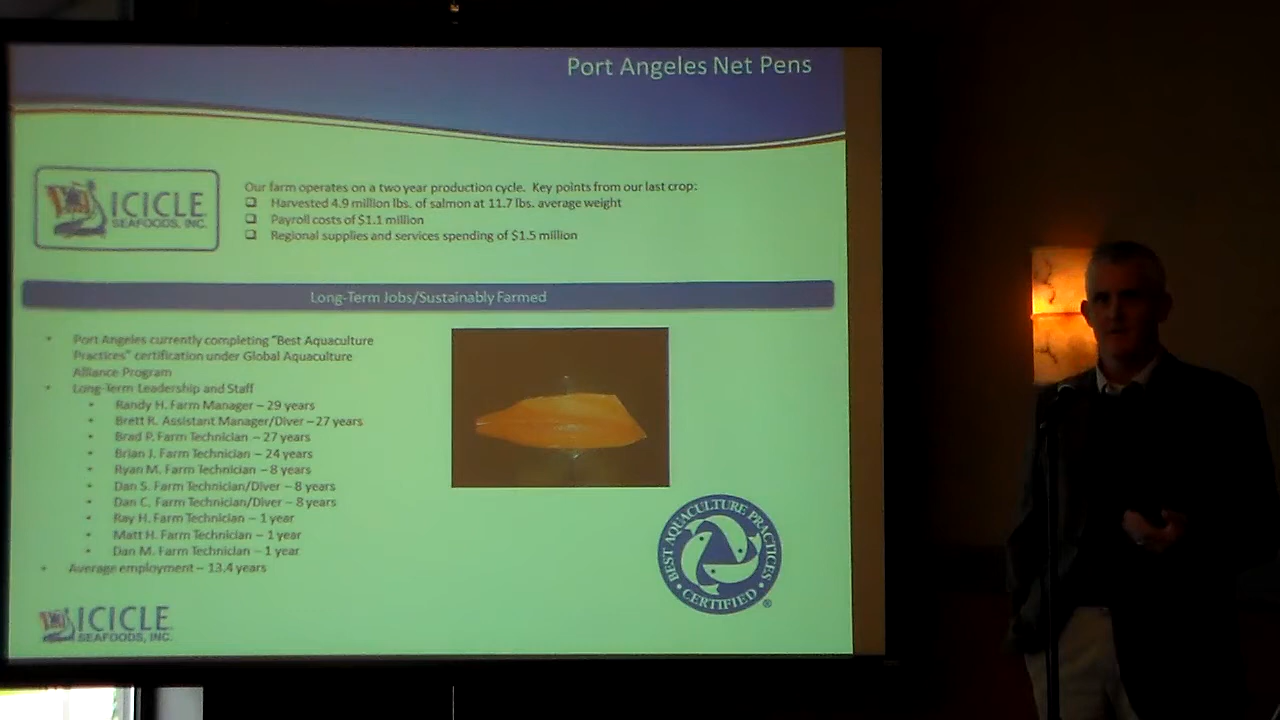 Port Angeles Net Pens
ICICLE
SEAFOODS, INC.
Our farm operates on a two year production cycle. Key points from our last crop:
Harvested 4.9 million lbs. of salmon at 11.7 lbs. average weight
Payroll costs of $1.1 million
Regional supplies and services spending of $1.5 million
Long-Term Jobs/Sustainably Farmed
Port Angeles currently completing "Best Aquaculture
Practices" certification under Global Aquaculture
Alliance Program
Long-Term Leadership and Staff
Randy H. Farm Manager – 29 years
Brett R. Assistant Manager/Diver – 27 years
Brad P. Farm Technician – 27 years
Brian J. Farm Technician – 24 years
Ryan M. Farm Technician – 8 years
Dan S. Farm Technician/Diver – 8 years
Dan C. Farm Technician/Diver – 8 years
Ray H. Farm Technician – 1 year
Matt H. Farm Technician – 1 year
Dan M. Farm Technician – 1 year
Average employment – 13.4 years
BEST AQUACULTURE PRACTICES
• CERTIFIED • ®
ICICLE
SEAFOODS, INC.